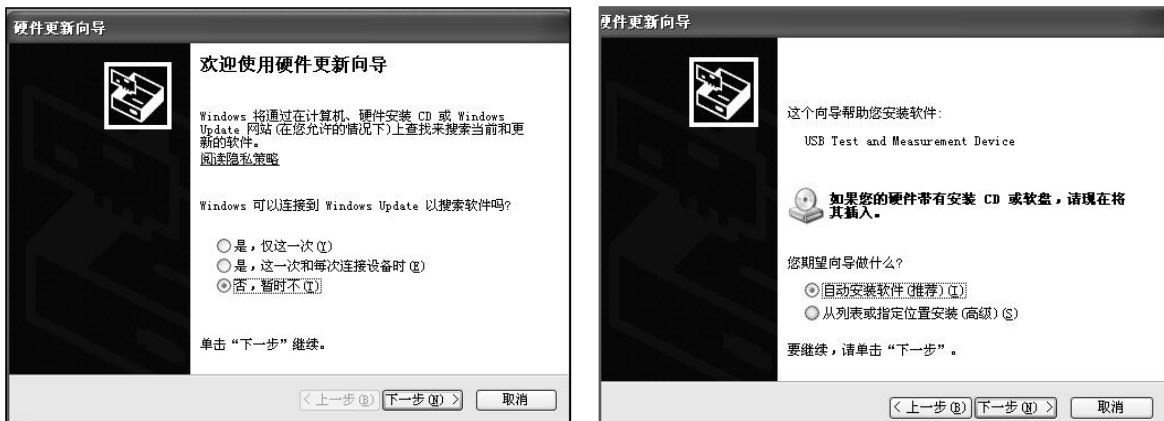 硬件更新向导
欢迎使用硬件更新向导
Windows 将通过在计算机、硬件安装 CD 或 Windows
Update 网站(在您允许的情况下)上查找来搜索当前和更
新的软件。
阅读隐私策略
Windows 可以连接到 Windows Update 以搜索软件吗?
是，仅这一次(Y)
是，这一次和每次连接设备时(E)
否，暂时不(T)
单击“下一步”继续。
< 上一步(B)
下一步(N) >
取消
硬件更新向导
这个向导帮助您安装软件:
USB Test and Measurement Device
如果您的硬件带有安装 CD 或软盘，请现在将
其插入。
您期望向导做什么?
自动安装软件(推荐)(I)
从列表或指定位置安装(高级)(S)
要继续，请单击“下一步”。
< 上一步(B)
下一步(N) >
取消